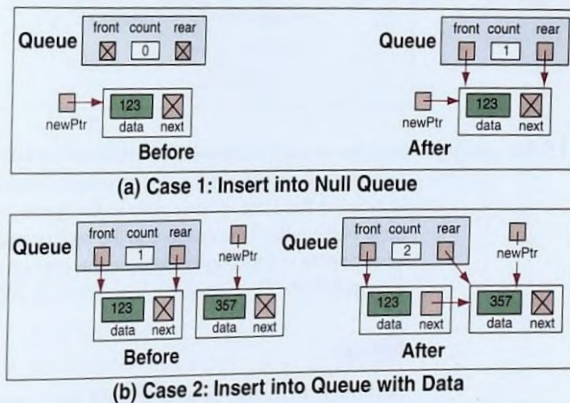 front count rear
Queue
0
123
newPtr
data next
Before
front count rear
Queue
1
123
newPtr
data next
After
(a) Case 1: Insert into Null Queue
front count rear
Queue
1
newPtr
123
357
data next
data next
Before
front count rear
Queue
2
newPtr
123
357
data next
data next
After
(b) Case 2: Insert into Queue with Data